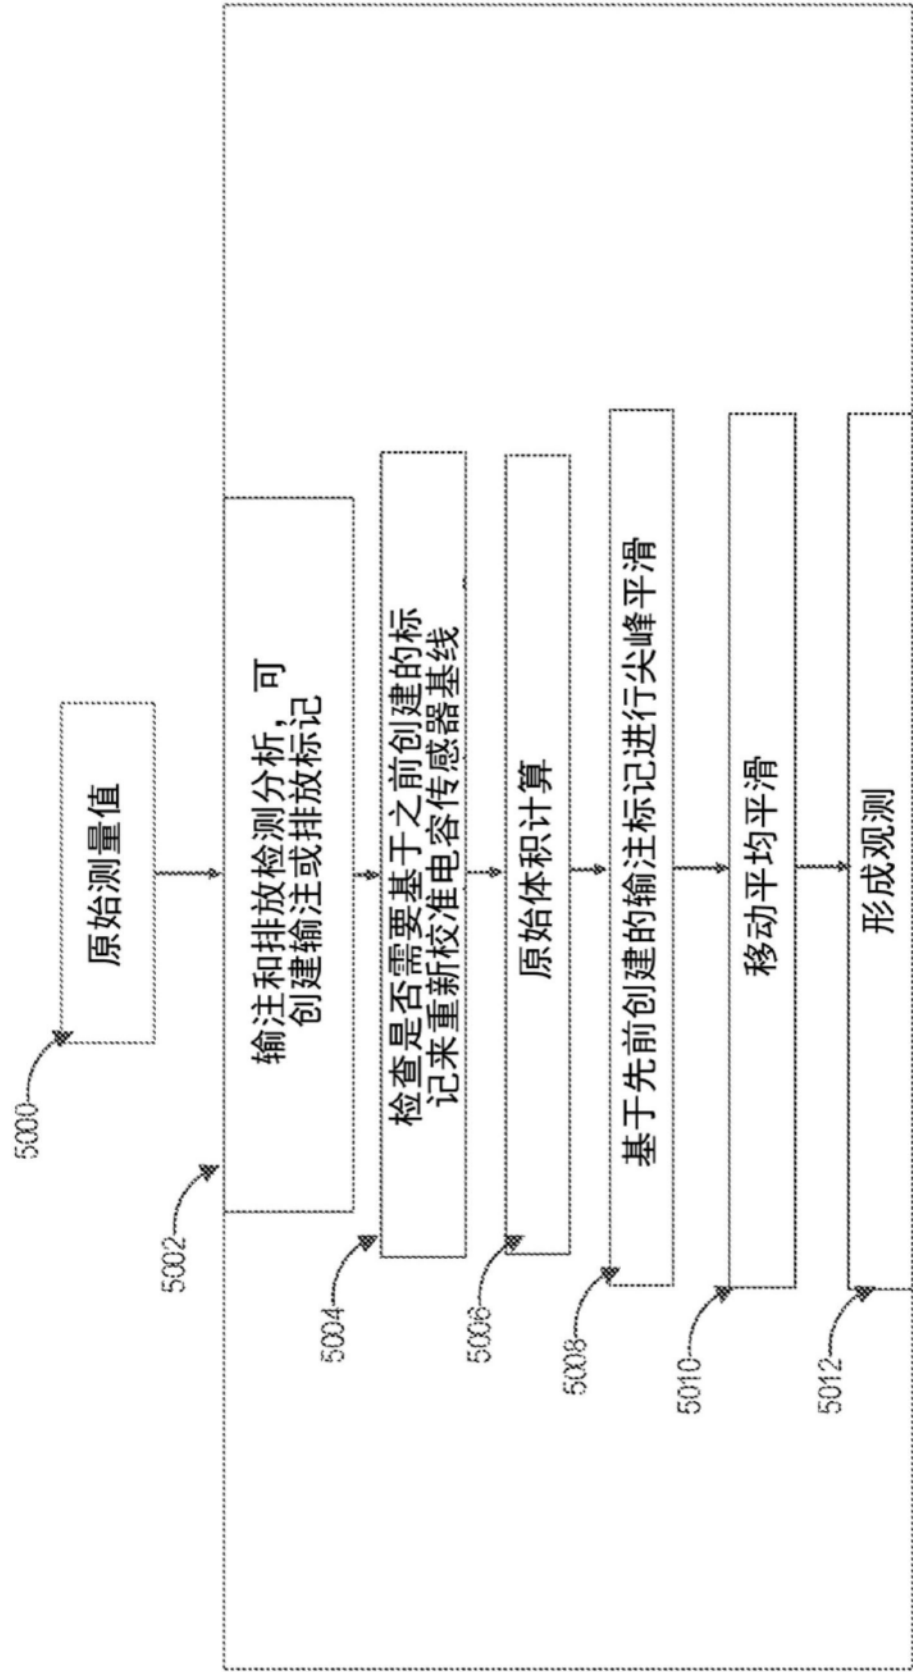 5000
原始测量值
5002
输注和排放检测分析，可
创建输注或排放标记
5004
检查是否需要基于之前创建的标
记来重新校准电容传感器基线
5006
原始体积计算
5008
基于先前创建的输注标记进行尖峰平滑
5010
移动平均平滑
5012
形成观测